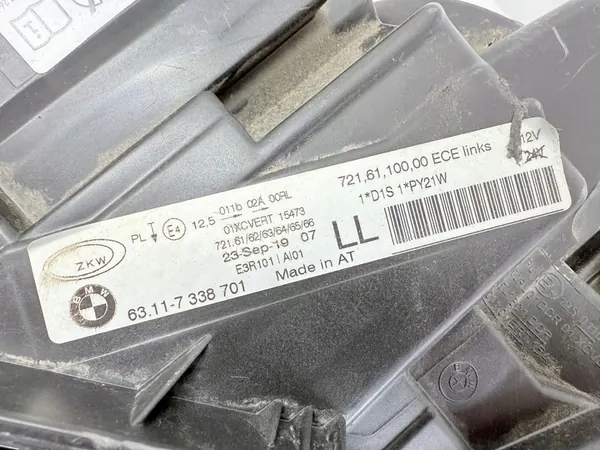 721,61,100,00 ECE links
1*D1S 1*PY21W
12V
24V
LL
PL E4 12,5 011b 02A 00RL
01XCVERT 15473
721.61/62/63/64/65/66
23-Sep-19 07
E3R101 | AI01
Made in AT
ZKW
BMW
63.11-7 338 701